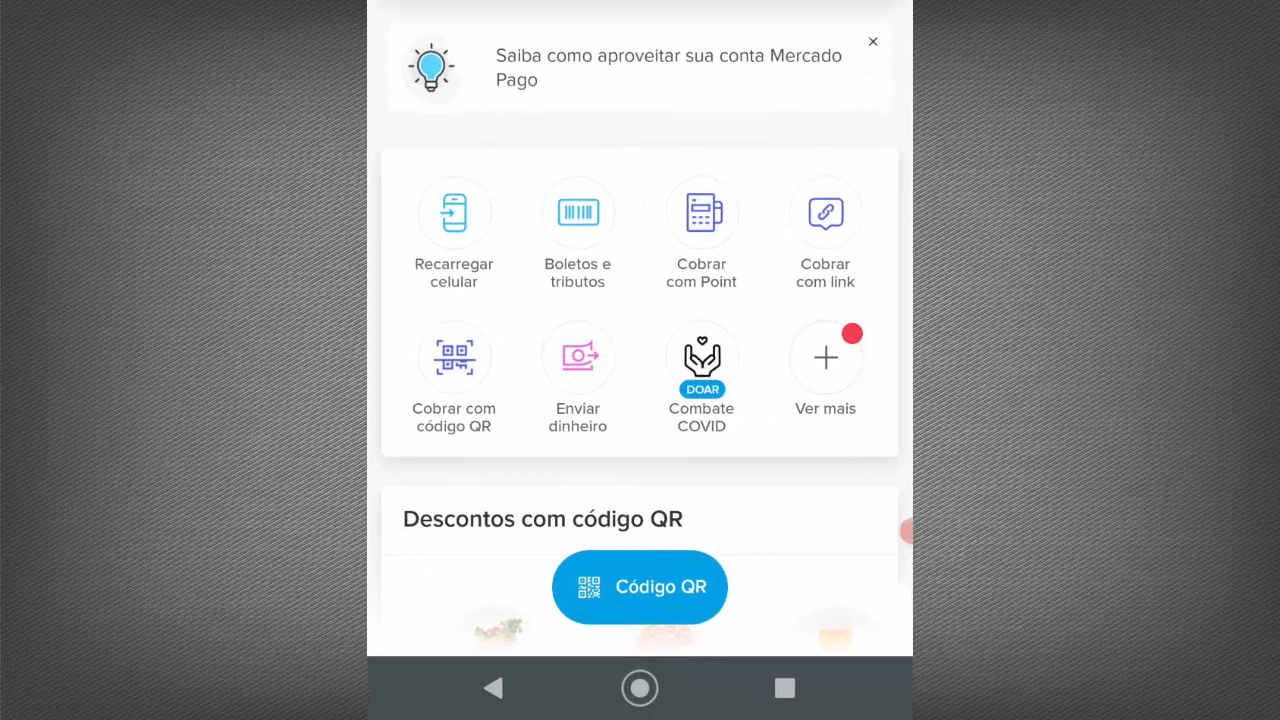 Saiba como aproveitar sua conta Mercado
Pago
Recarregar
celular
Boletos e
tributos
Cobrar
com Point
Cobrar
com link
Cobrar com
código QR
Enviar
dinheiro
DOAR
Combate
COVID
Ver mais
Descontos com código QR
Código QR